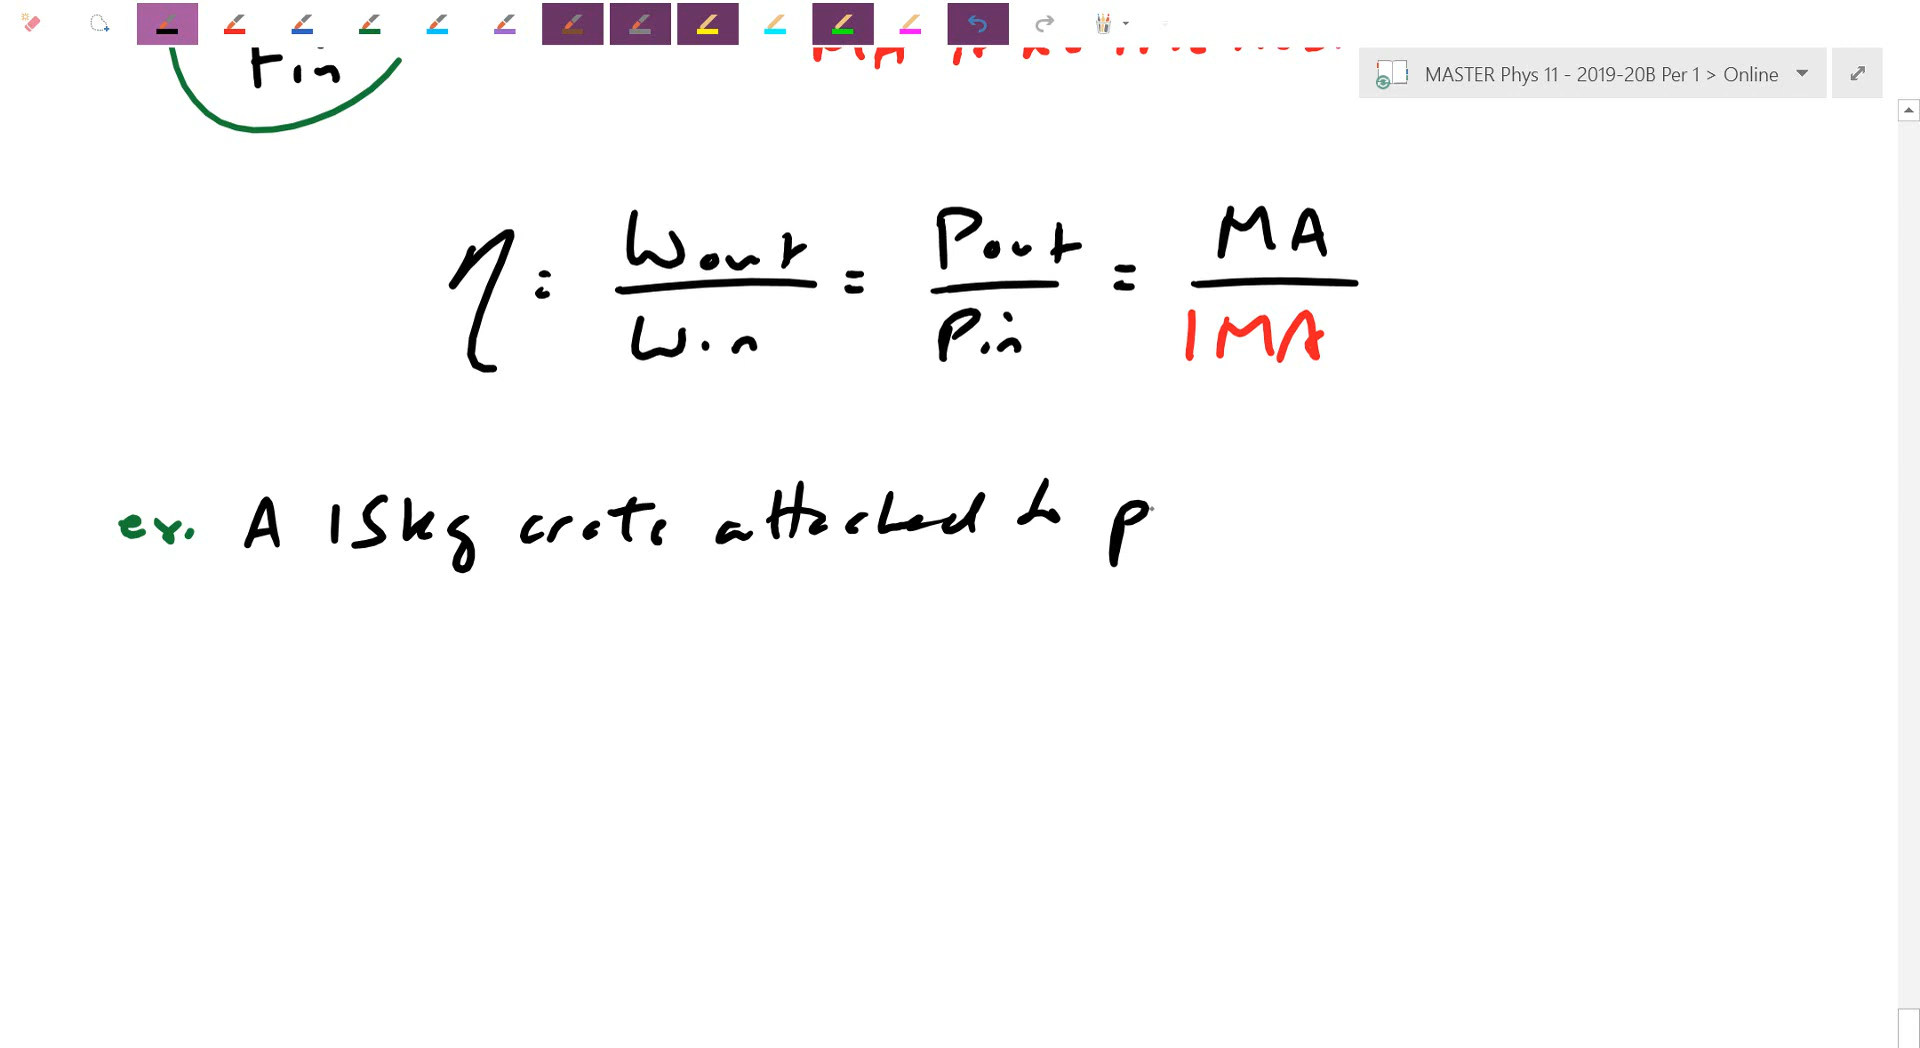 Fin
MASTER Phys 11 - 2019-20B Per 1 > Online
η = Wout / Win = Pout / Pin = MA / IMA
ex. A 15kg crate attached to p